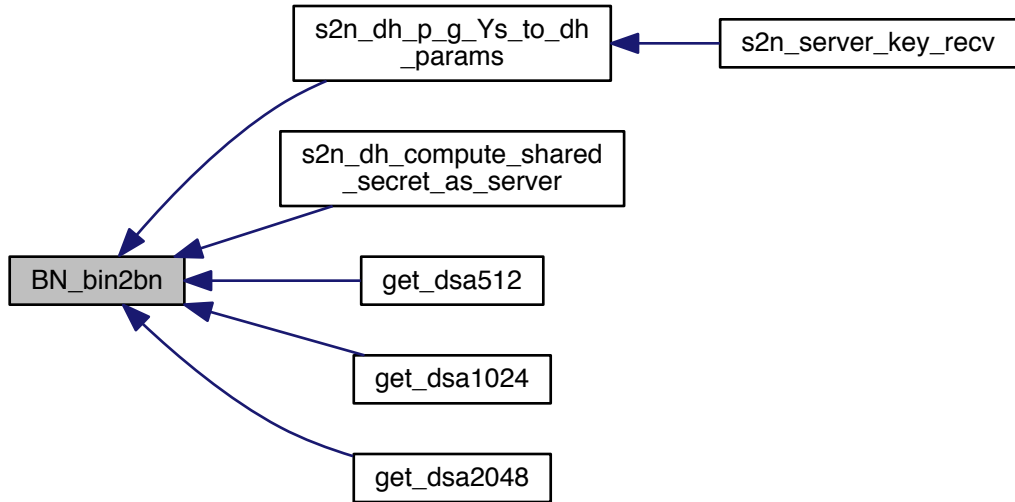 s2n_dh_p_g_Ys_to_dh
_params
s2n_server_key_recv
s2n_dh_compute_shared
_secret_as_server
BN_bin2bn
get_dsa512
get_dsa1024
get_dsa2048